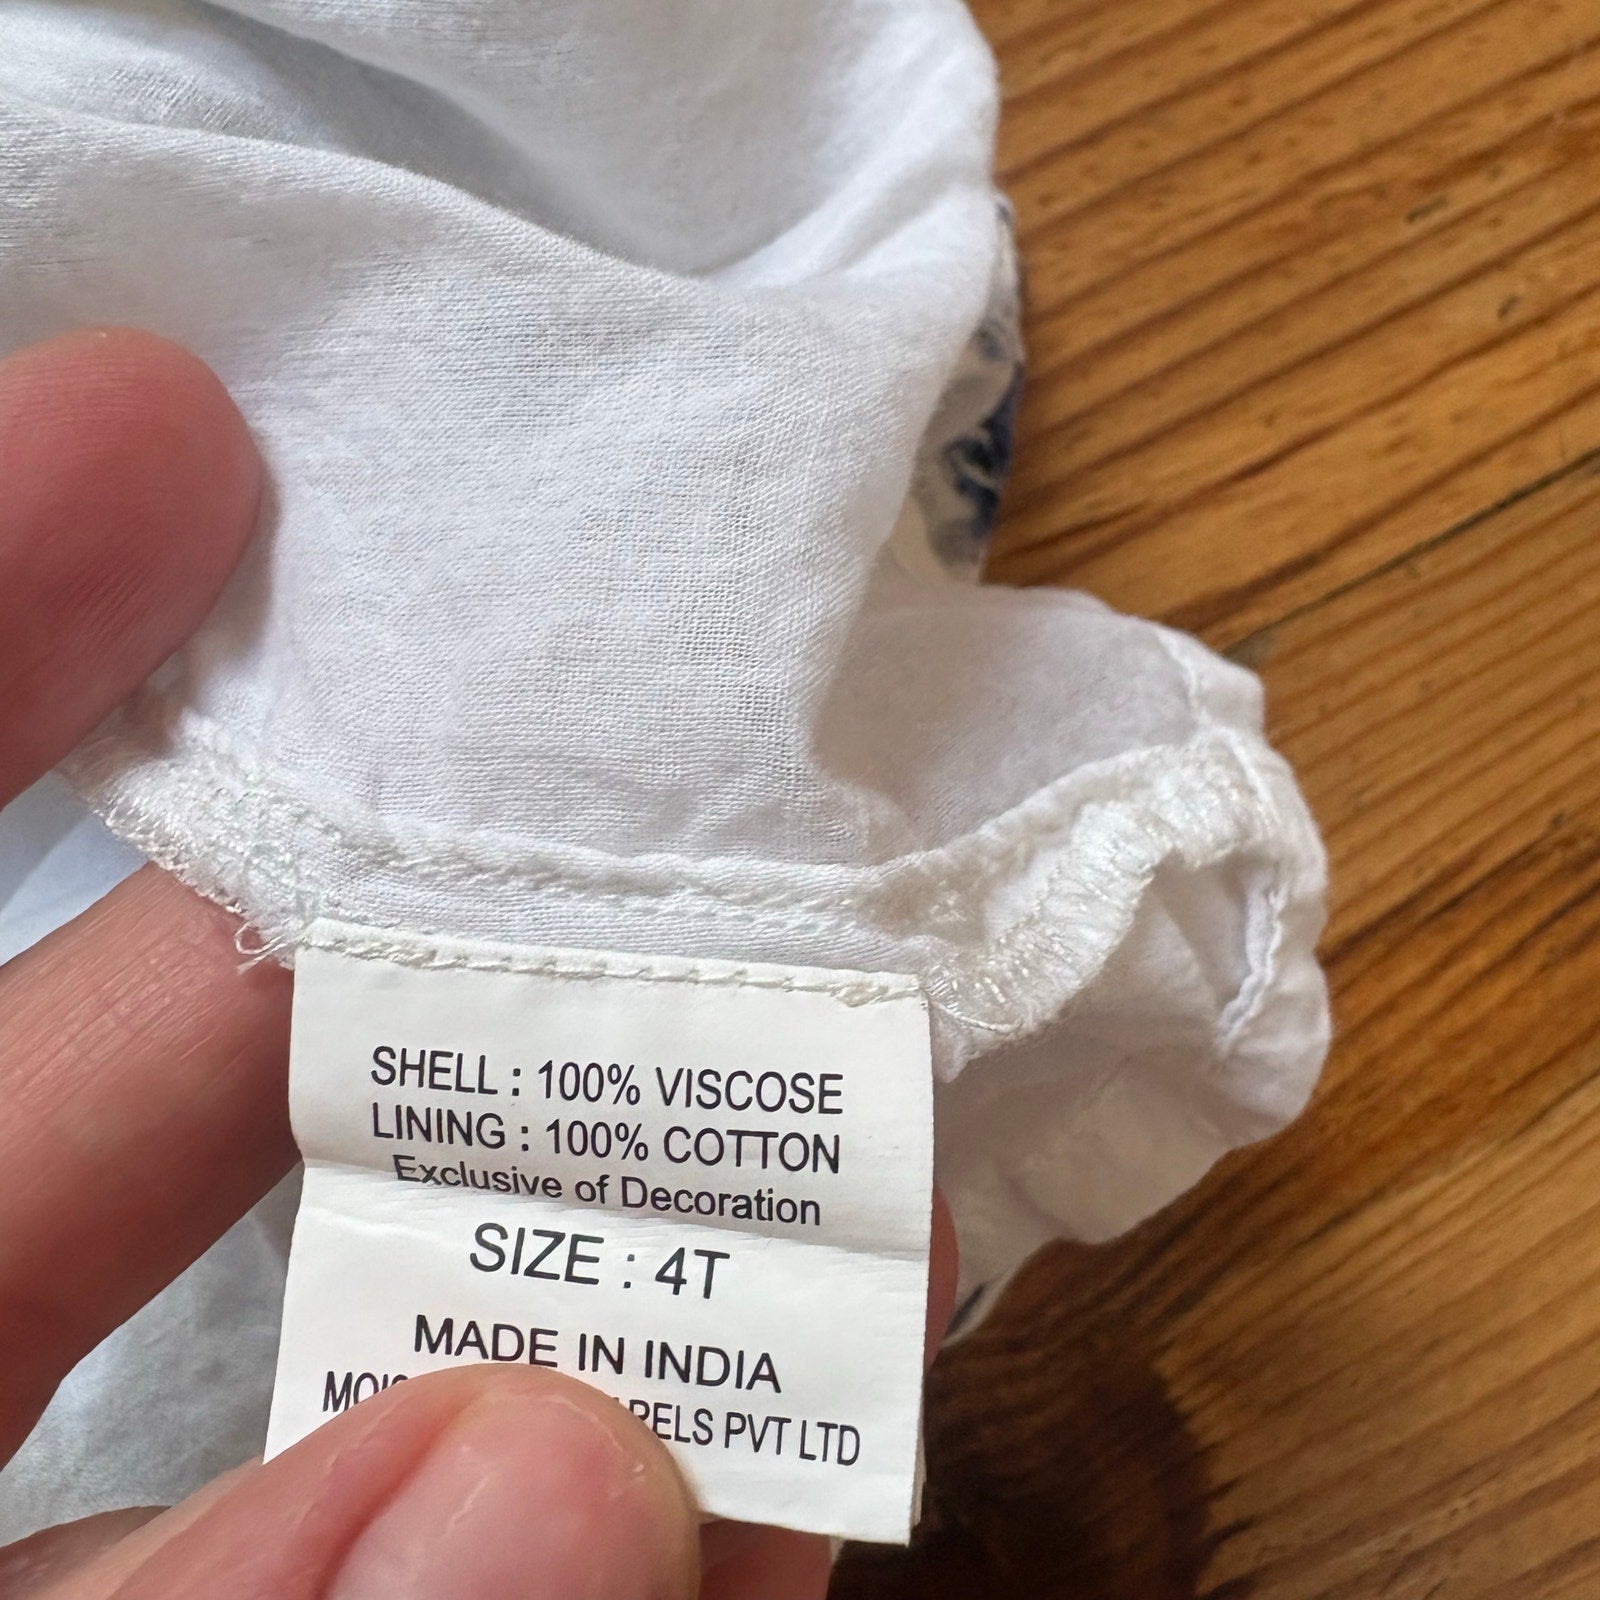 SHELL : 100% VISCOSE
LINING : 100% COTTON
Exclusive of Decoration
SIZE : 4T
MADE IN INDIA
PVT LTD